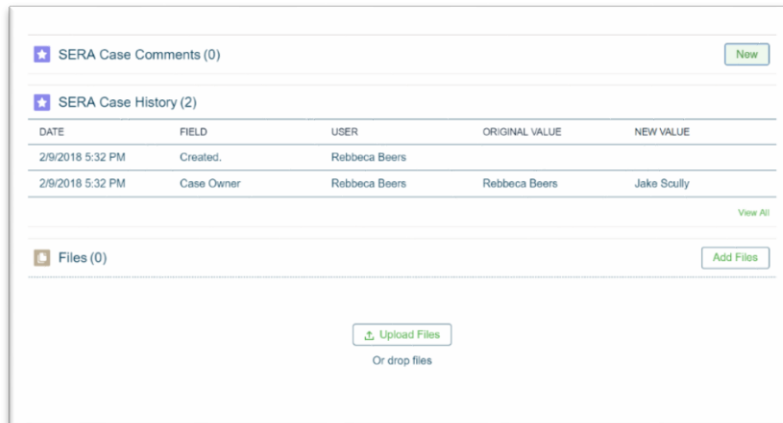 SERA Case Comments (0) New
SERA Case History (2)
DATE FIELD USER ORIGINAL VALUE NEW VALUE
2/9/2018 5:32 PM Created. Rebbeca Beers
2/9/2018 5:32 PM Case Owner Rebbeca Beers Rebbeca Beers Jake Scully
View All
Files (0) Add Files
Upload Files
Or drop files